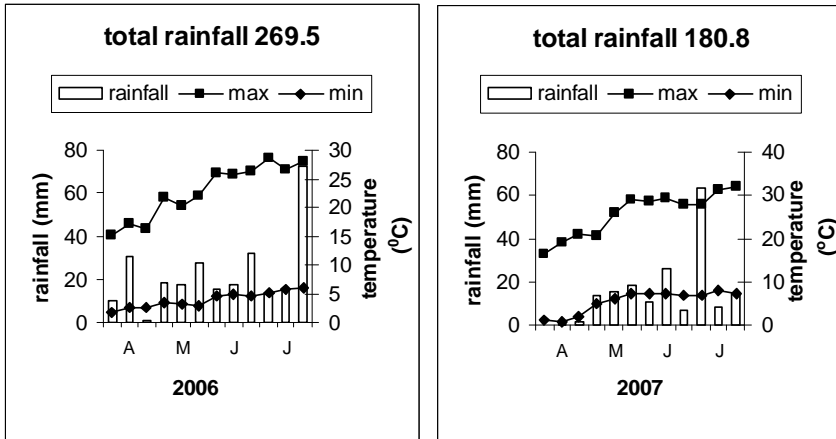 total rainfall 269.5
rainfall max min
80
60
40
20
0
rainfall (mm)
30
25
20
15
10
5
0
temperature
(⁰C)
A M J J
2006
total rainfall 180.8
rainfall max min
80
60
40
20
0
rainfall (mm)
40
30
20
10
0
temperature
(°C)
A M J J
2007